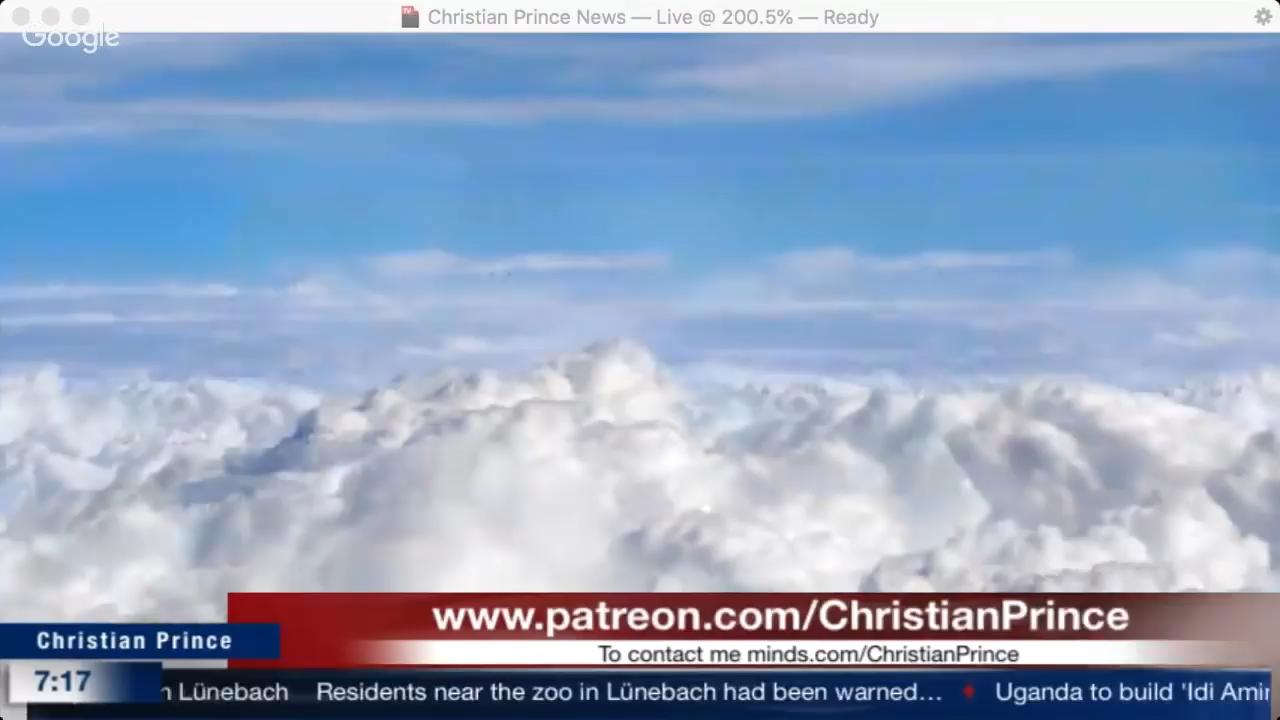 Christian Prince News — Live @ 200.5% — Ready
Google
www.patreon.com/ChristianPrince
Christian Prince
To contact me minds.com/ChristianPrince
7:17
n Lünebach Residents near the zoo in Lünebach had been warned... Uganda to build 'Idi Amin